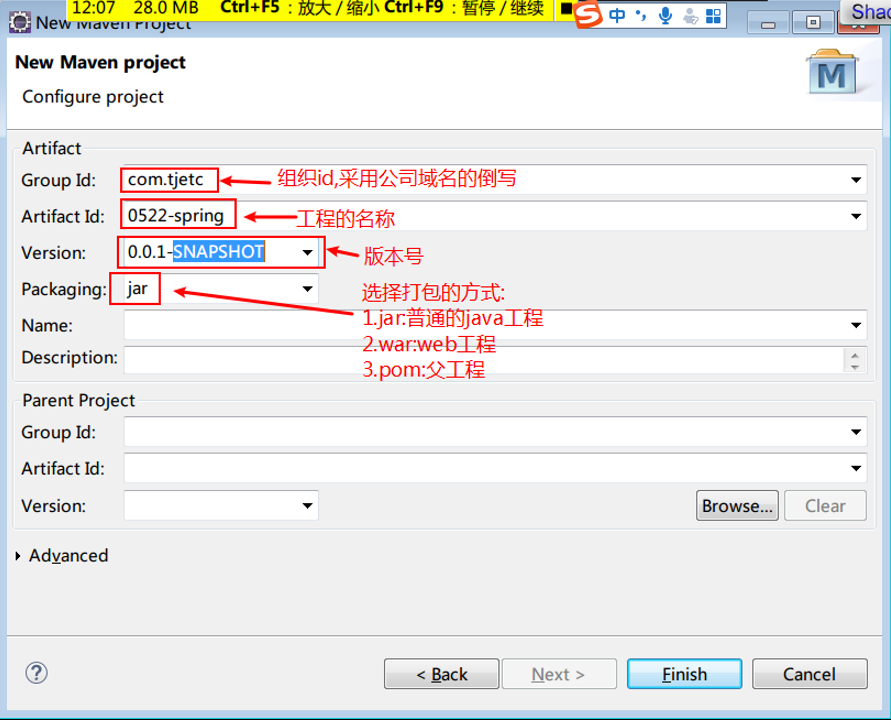 12:07 28.0 MB Ctrl+F5 : 放大 / 缩小 Ctrl+F9 : 暂停 / 继续
中
New Maven Project
New Maven project
M
Configure project
Artifact
Group Id: com.tjetc 组织id,采用公司域名的倒写
Artifact Id: 0522-spring 工程的名称
Version: 0.0.1-SNAPSHOT 版本号
Packaging: jar 选择打包的方式:
1.jar:普通的java工程
Name:
2.war:web工程
Description:
3.pom:父工程
Parent Project
Group Id:
Artifact Id:
Version:
Browse... Clear
Advanced
? < Back Next > Finish Cancel